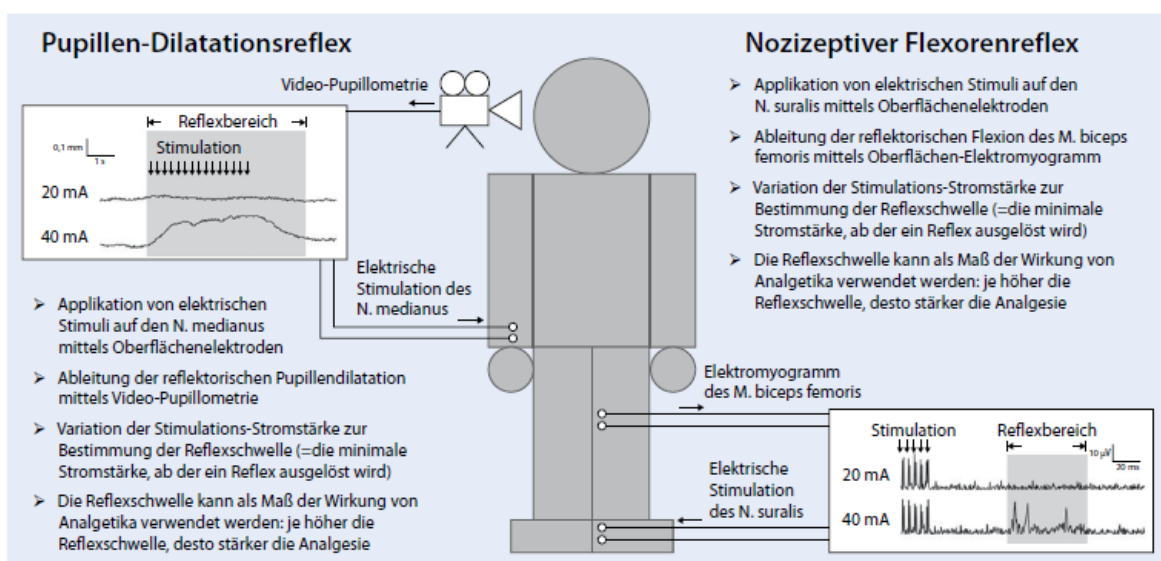 Pupillen-Dilatationsreflex
Video-Pupillometrie
Reflexbereich
0,1 mm
1 s
Stimulation
20 mA
40 mA
Elektrische
Stimulation des
N. medianus
➢ Applikation von elektrischen
Stimuli auf den N. medianus
mittels Oberflächenelektroden
➢ Ableitung der reflektorischen Pupillendilatation
mittels Video-Pupillometrie
➢ Variation der Stimulations-Stromstärke zur
Bestimmung der Reflexschwelle (=die minimale
Stromstärke, ab der ein Reflex ausgelöst wird)
➢ Die Reflexschwelle kann als Maß der Wirkung von
Analgetika verwendet werden: je höher die
Reflexschwelle, desto stärker die Analgesie
Nozizeptiver Flexorenreflex
➢ Applikation von elektrischen Stimuli auf den
N. suralis mittels Oberflächenelektroden
➢ Ableitung der reflektorischen Flexion des M. biceps
femoris mittels Oberflächen-Elektromyogramm
➢ Variation der Stimulations-Stromstärke zur
Bestimmung der Reflexschwelle (=die minimale
Stromstärke, ab der ein Reflex ausgelöst wird)
➢ Die Reflexschwelle kann als Maß der Wirkung von
Analgetika verwendet werden: je höher die
Reflexschwelle, desto stärker die Analgesie
Elektromyogramm
des M. biceps femoris
Elektrische
Stimulation
des N. suralis
Stimulation
Reflexbereich
10 µV
20 ms
20 mA
40 mA